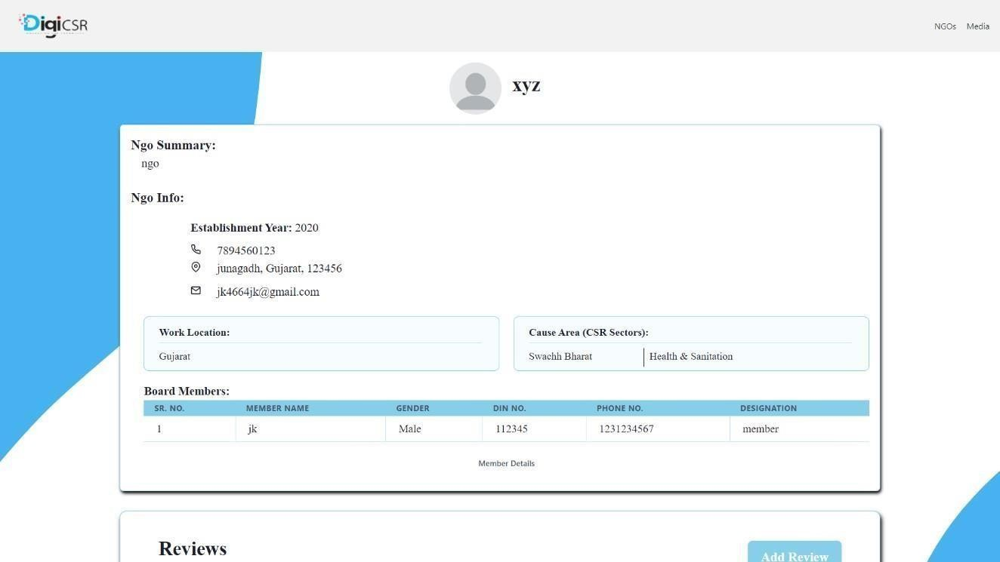 DigiCSR
NGOs Media
xyz
Ngo Summary:
ngo
Ngo Info:
Establishment Year: 2020
7894560123
junagadh, Gujarat, 123456
jk4664jk@gmail.com
Work Location:
Gujarat
Cause Area (CSR Sectors):
Swachh Bharat Health & Sanitation
Board Members:
SR. NO. MEMBER NAME GENDER DIN NO. PHONE NO. DESIGNATION
1 jk Male 112345 1231234567 member
Member Details
Reviews
Add Review